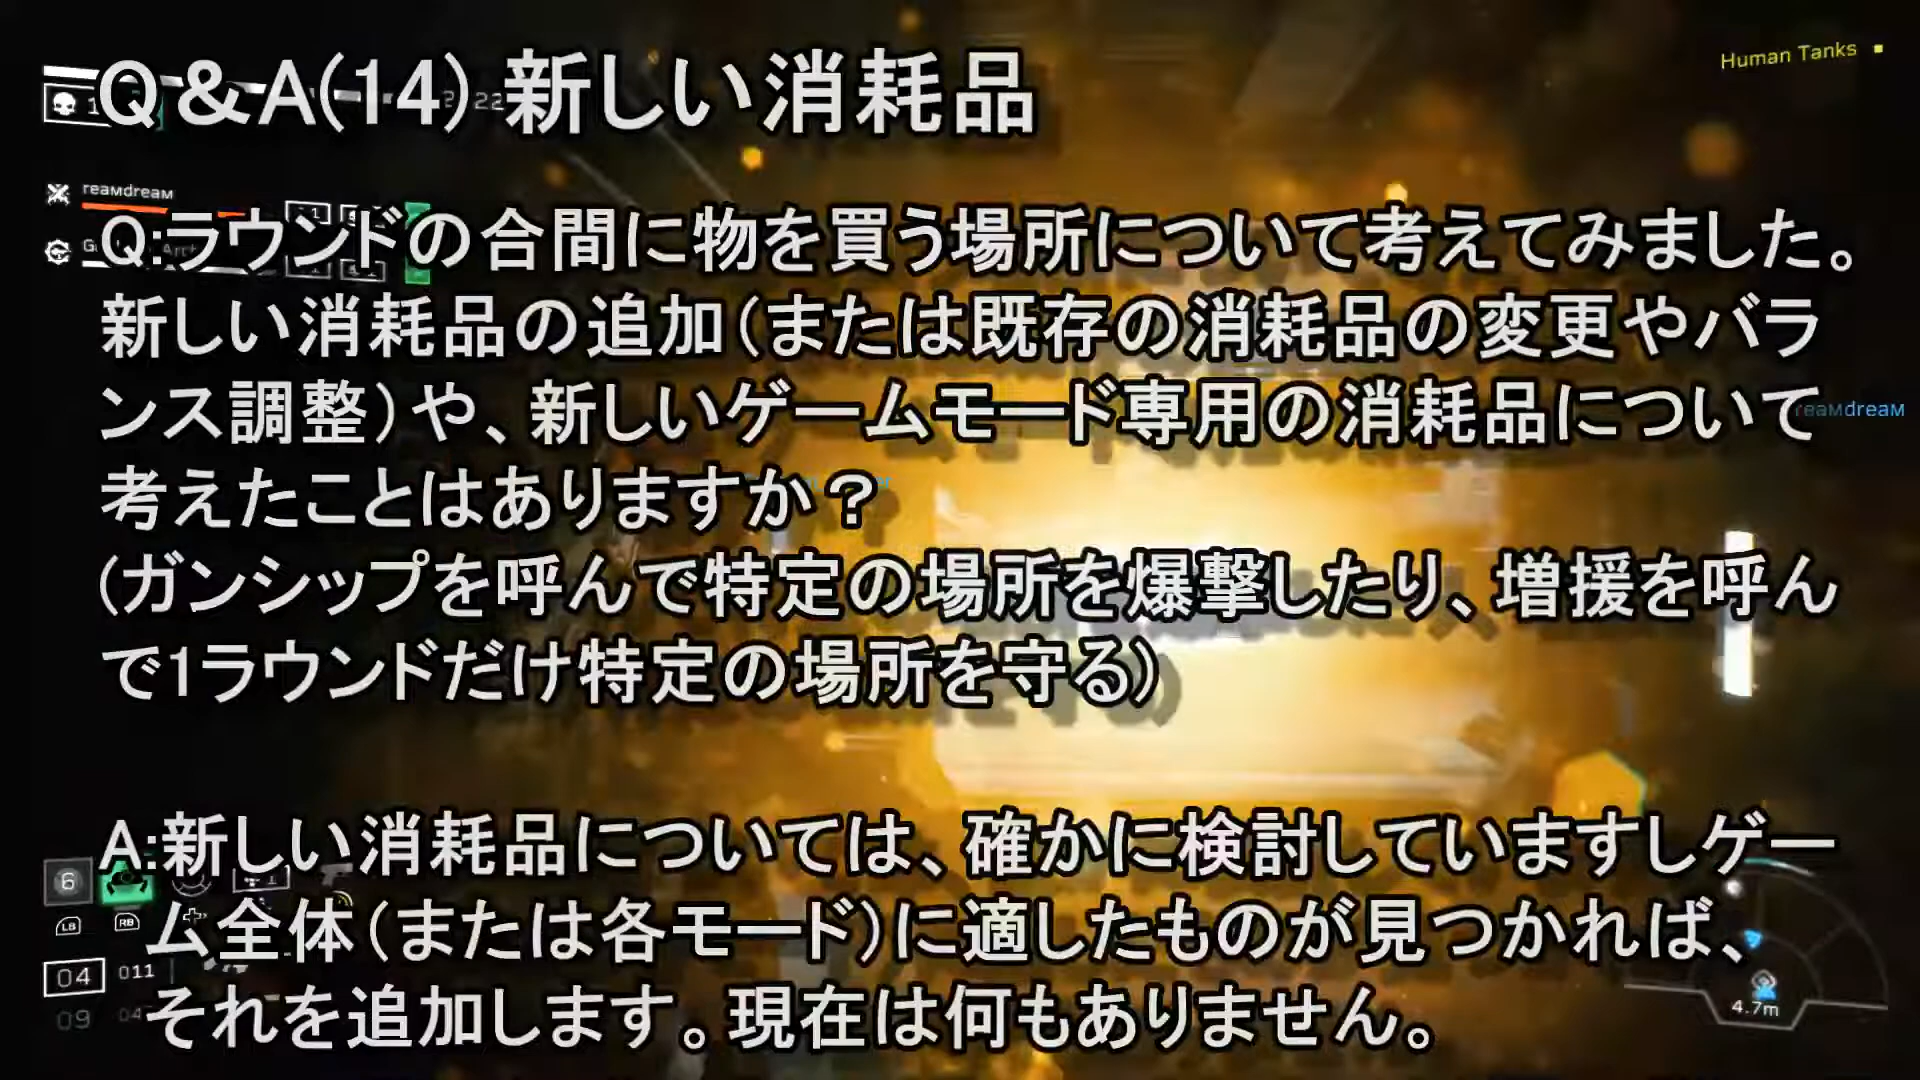 Human Tanks
Q＆A(14) 新しい消耗品
reaмdreaм
Q:ラウンドの合間に物を買う場所について考えてみました。
新しい消耗品の追加（または既存の消耗品の変更やバラ
ンス調整）や、新しいゲームモード専用の消耗品について
reaмdreaм
考えたことはありますか？
(ガンシップを呼んで特定の場所を爆撃したり、増援を呼ん
で1ラウンドだけ特定の場所を守る)
A:新しい消耗品については、確かに検討していますしゲー
6
ム全体（または各モード）に適したものが見つかれば、
LB
RB
04 011
それを追加します。現在は何もありません。
09 04
4.7m